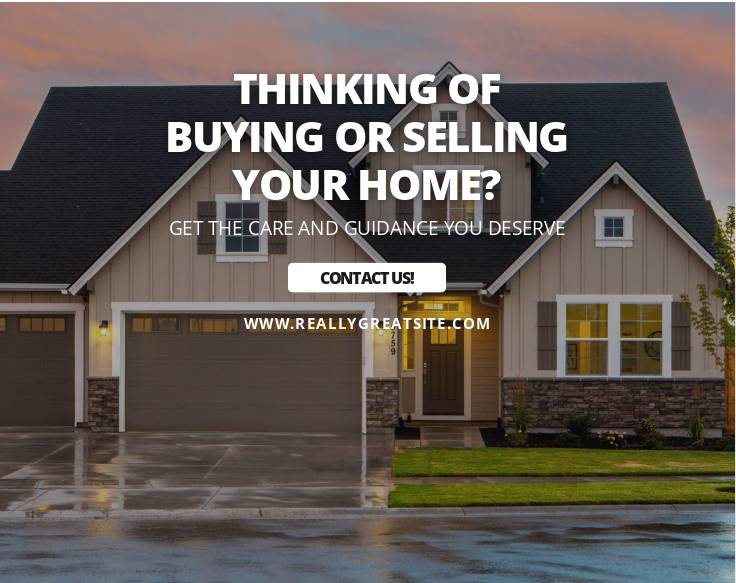 THINKING OF
BUYING OR SELLING
YOUR HOME?
GET THE CARE AND GUIDANCE YOU DESERVE
CONTACT US!
WWW.REALLYGREATSITE.COM
759